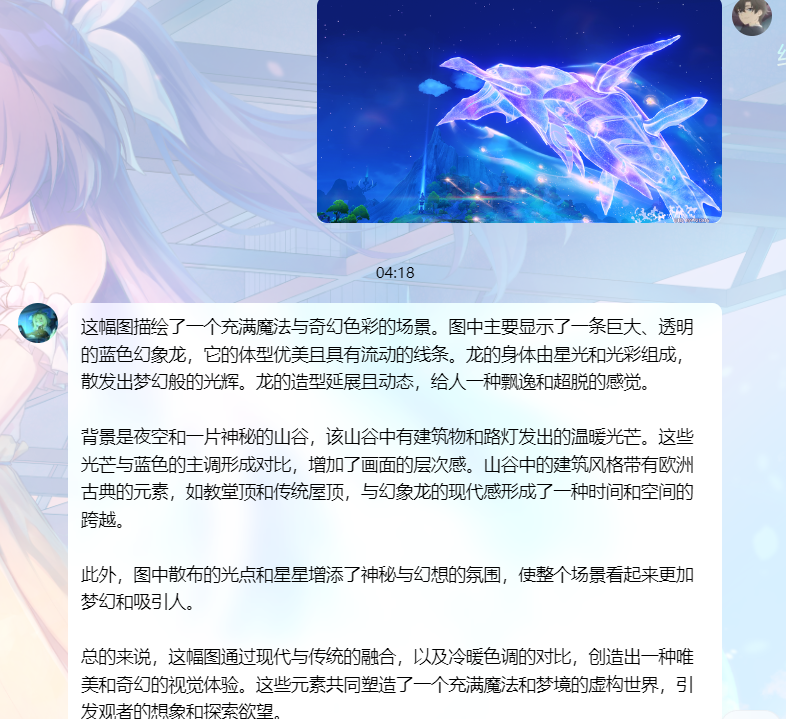 04:18
这幅图描绘了一个充满魔法与奇幻色彩的场景。图中主要显示了一条巨大、透明
的蓝色幻象龙，它的体型优美且具有流动的线条。龙的身体由星光和光彩组成，
散发出梦幻般的光辉。龙的造型延展且动态，给人一种飘逸和超脱的感觉。
背景是夜空和一片神秘的山谷，该山谷中有建筑物和路灯发出的温暖光芒。这些
光芒与蓝色的主调形成对比，增加了画面的层次感。山谷中的建筑风格带有欧洲
古典的元素，如教堂顶和传统屋顶，与幻象龙的现代感形成了一种时间和空间的
跨越。
此外，图中散布的光点和星星增添了神秘与幻想的氛围，使整个场景看起来更加
梦幻和吸引人。
总的来说，这幅图通过现代与传统的融合，以及冷暖色调的对比，创造出一种唯
美和奇幻的视觉体验。这些元素共同塑造了一个充满魔法和梦境的虚构世界，引
发观者的想象和探索欲望。